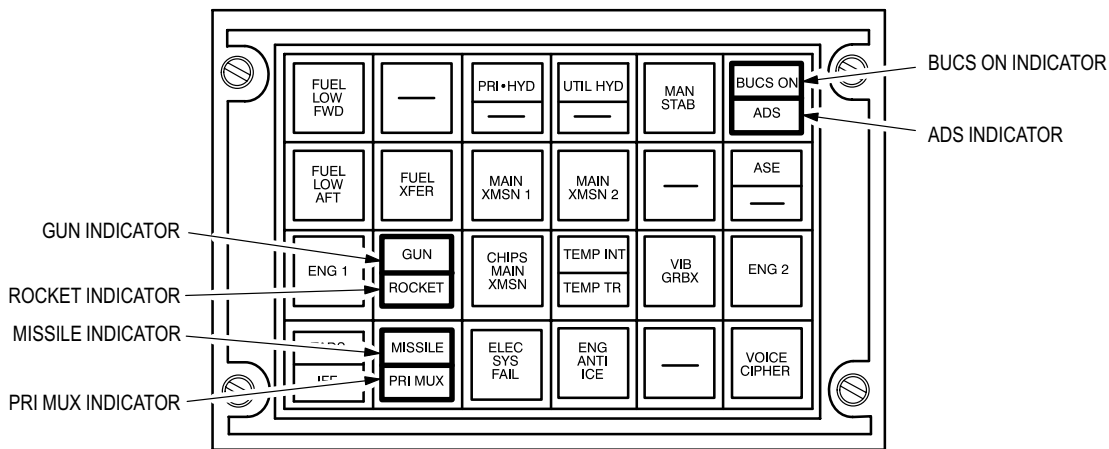 BUCS ON INDICATOR
ADS INDICATOR
GUN INDICATOR
ROCKET INDICATOR
MISSILE INDICATOR
PRI MUX INDICATOR
FUEL
LOW
FWD
—
PRI•HYD
—
UTIL HYD
—
MAN
STAB
BUCS ON
ADS
FUEL
LOW
AFT
FUEL
XFER
MAIN
XMSN 1
MAIN
XMSN 2
—
ASE
—
ENG 1
GUN
ROCKET
CHIPS
MAIN
XMSN
TEMP INT
TEMP TR
VIB
GRBX
ENG 2
MISSILE
PRI MUX
ELEC
SYS
FAIL
ENG
ANTI
ICE
—
VOICE
CIPHER